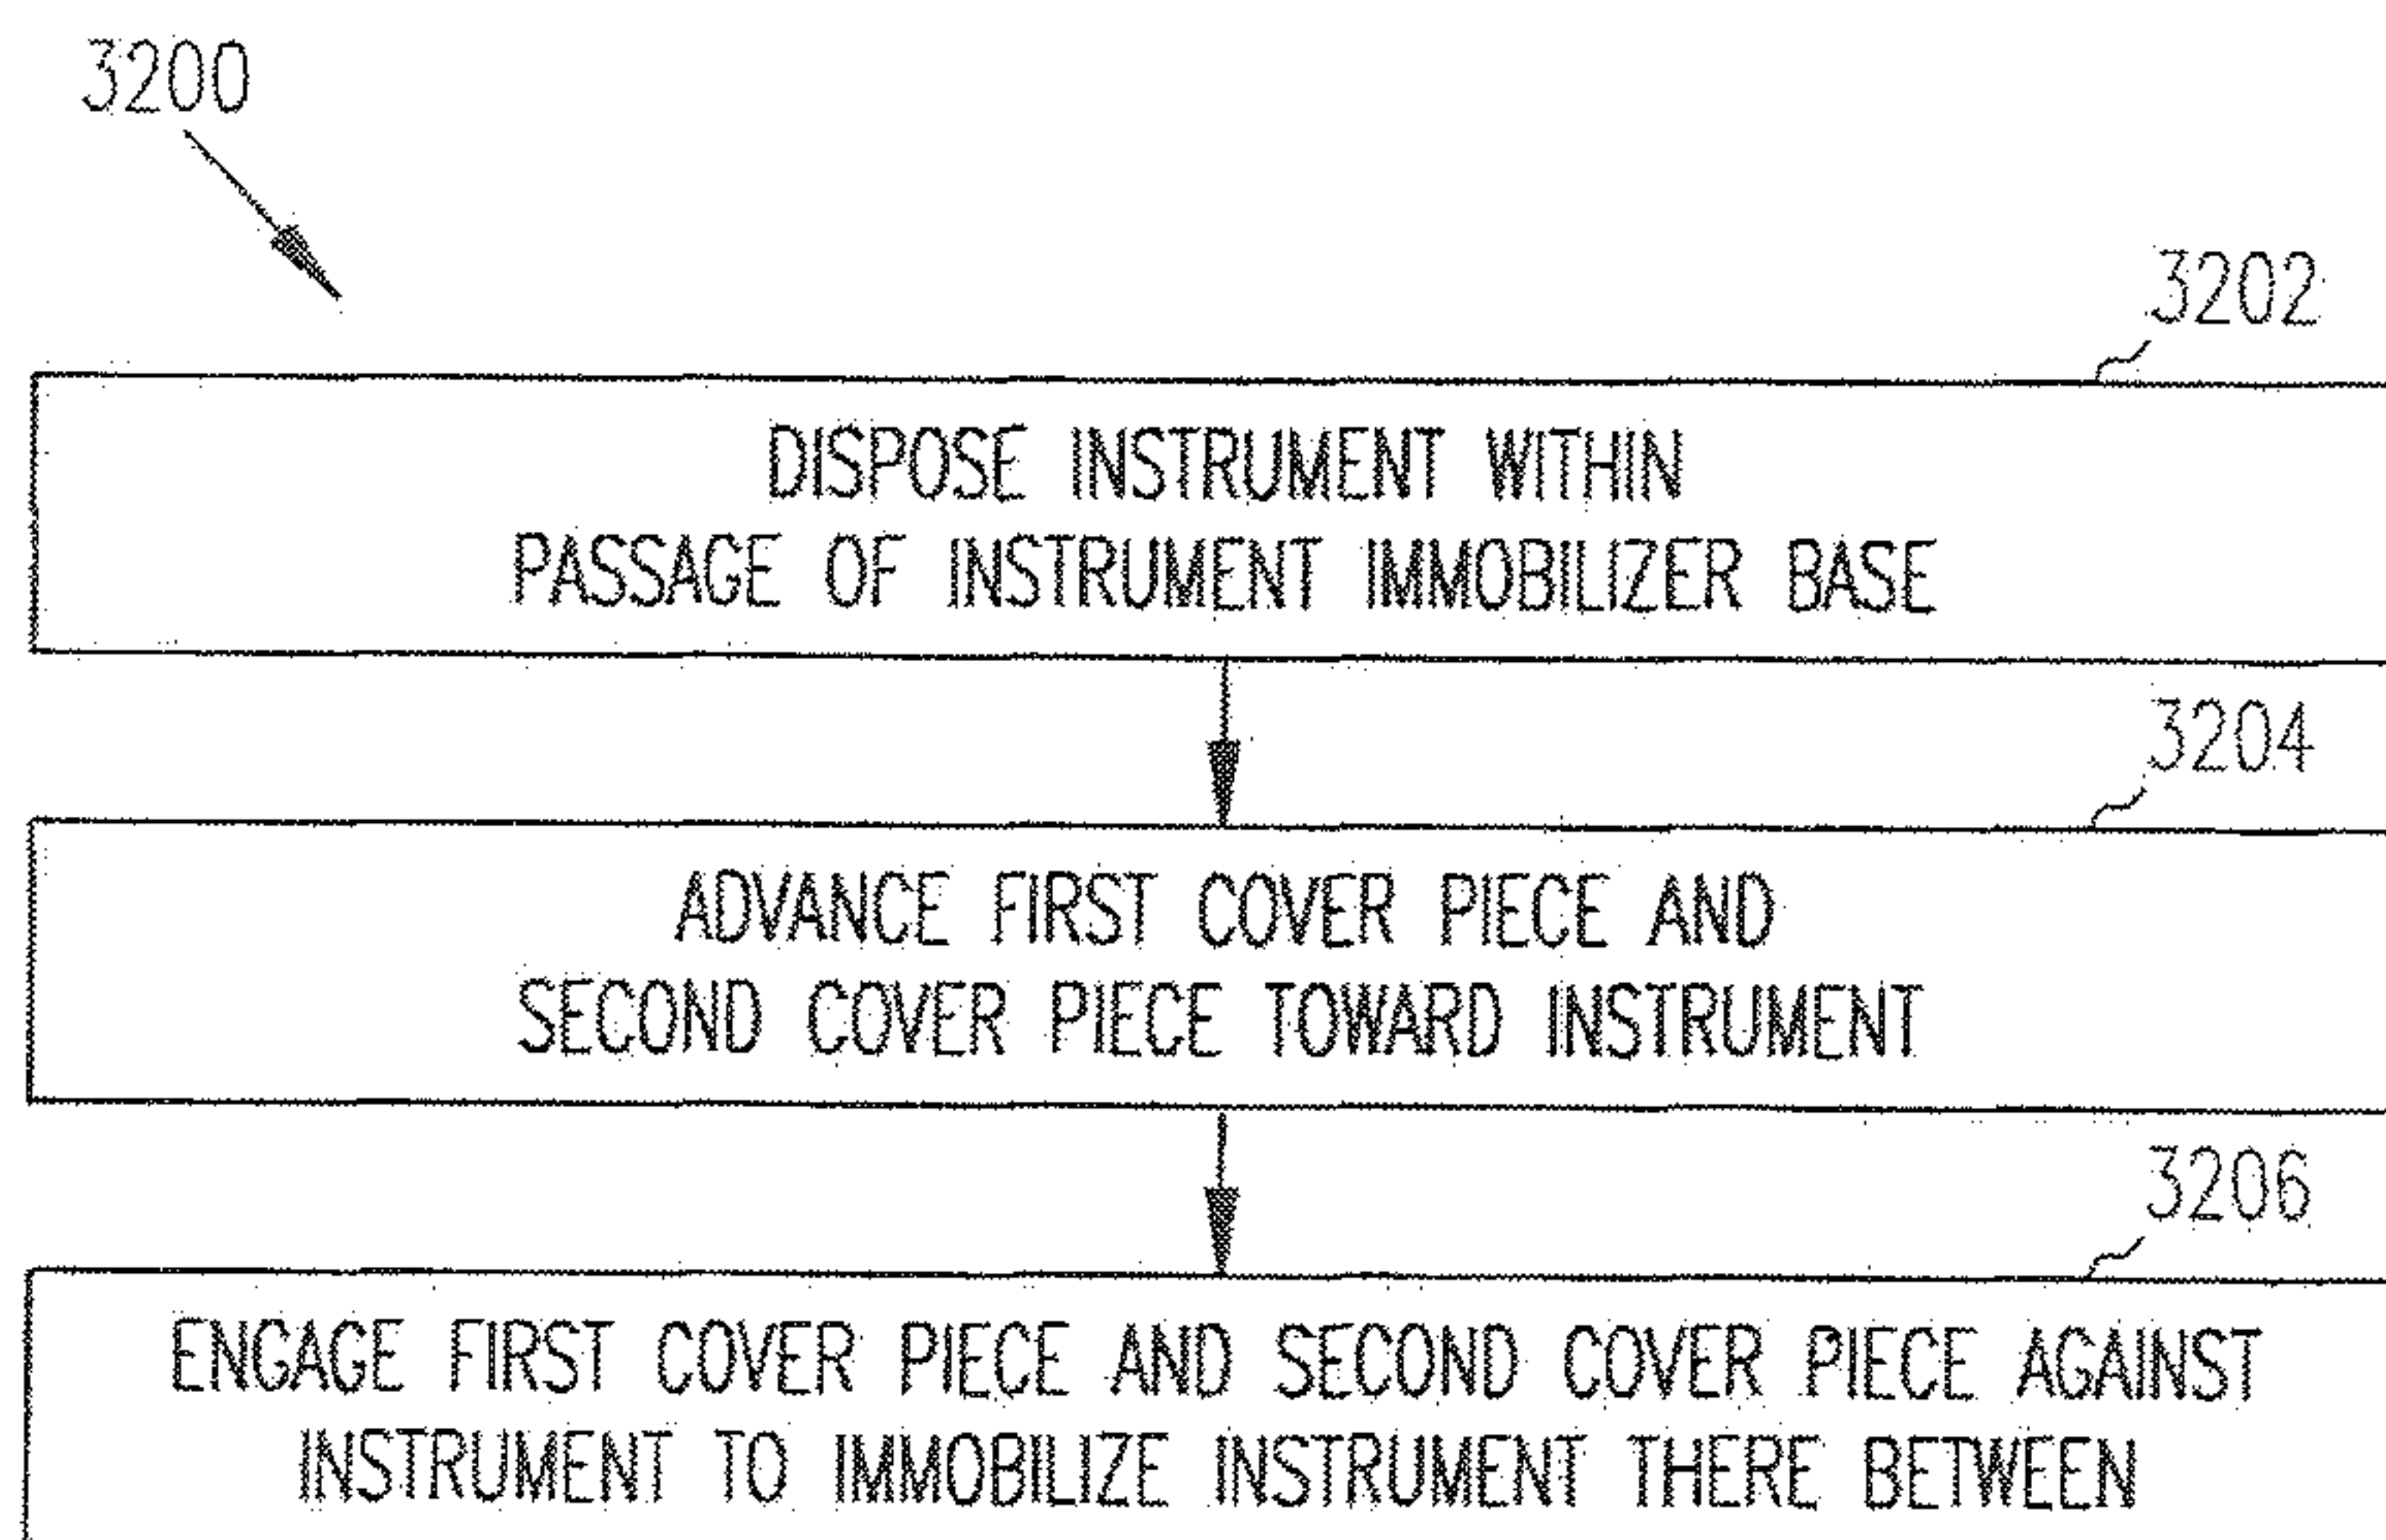 3200
3202
DISPOSE INSTRUMENT WITHIN
PASSAGE OF INSTRUMENT IMMOBILIZER BASE
3204
ADVANCE FIRST COVER PIECE AND
SECOND COVER PIECE TOWARD INSTRUMENT
3206
ENGAGE FIRST COVER PIECE AND SECOND COVER PIECE AGAINST
INSTRUMENT TO IMMOBILIZE INSTRUMENT THERE BETWEEN